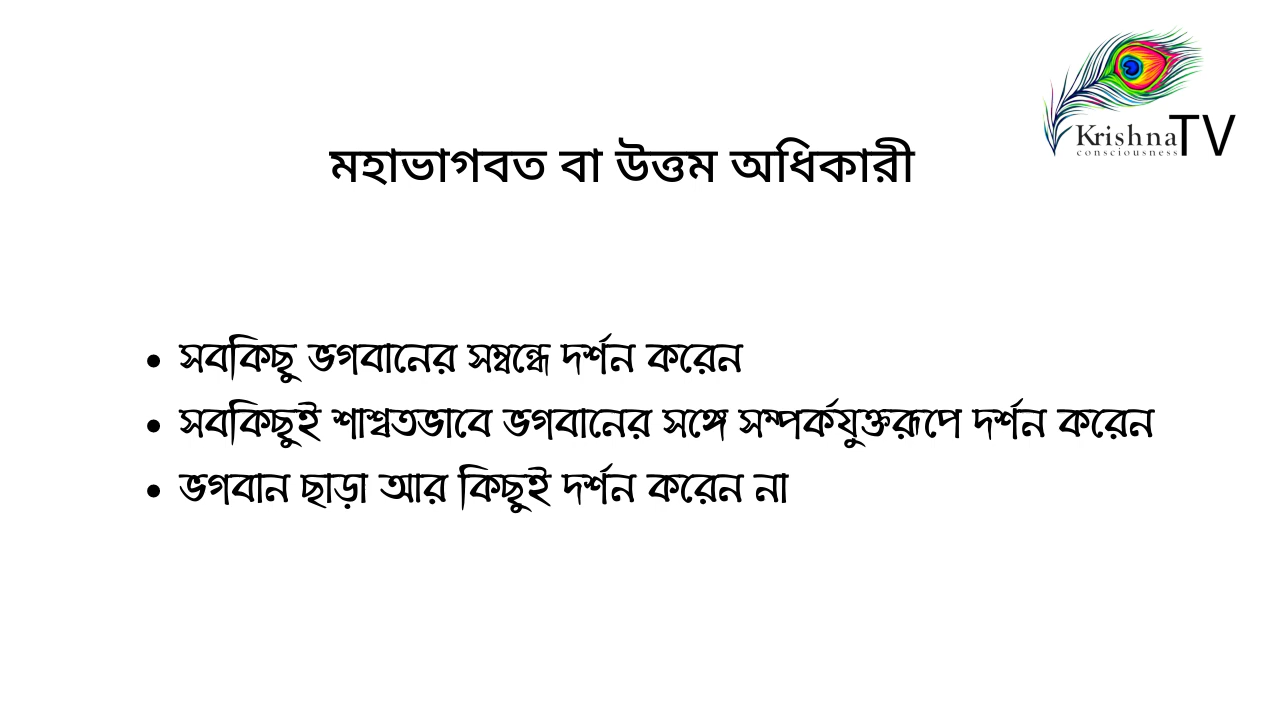 Krishna TV
consciousness
মহাভাগবত বা উত্তম অধিকারী
সবকিছু ভগবানের সম্বন্ধে দর্শন করেন
সবকিছুই শাশ্বতভাবে ভগবানের সঙ্গে সম্পর্কযুক্তরূপে দর্শন করেন
ভগবান ছাড়া আর কিছুই দর্শন করেন না